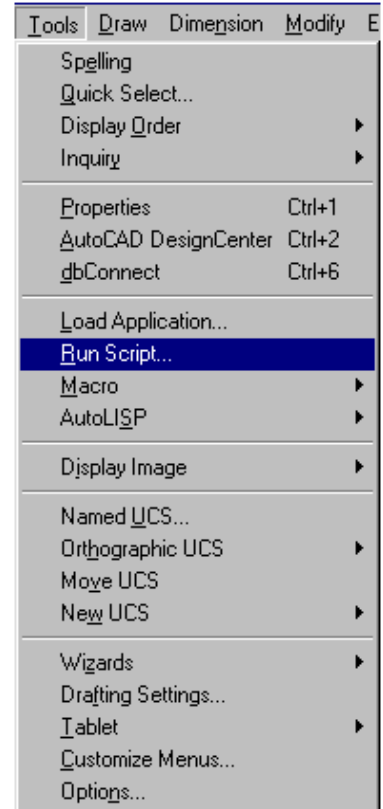 Tools Draw Dimension Modify E
Spelling
Quick Select...
Display Order
Inquiry
Properties Ctrl+1
AutoCAD DesignCenter Ctrl+2
dbConnect Ctrl+6
Load Application...
Run Script...
Macro
AutoLISP
Display Image
Named UCS...
Orthographic UCS
Move UCS
New UCS
Wizards
Drafting Settings...
Tablet
Customize Menus...
Options...